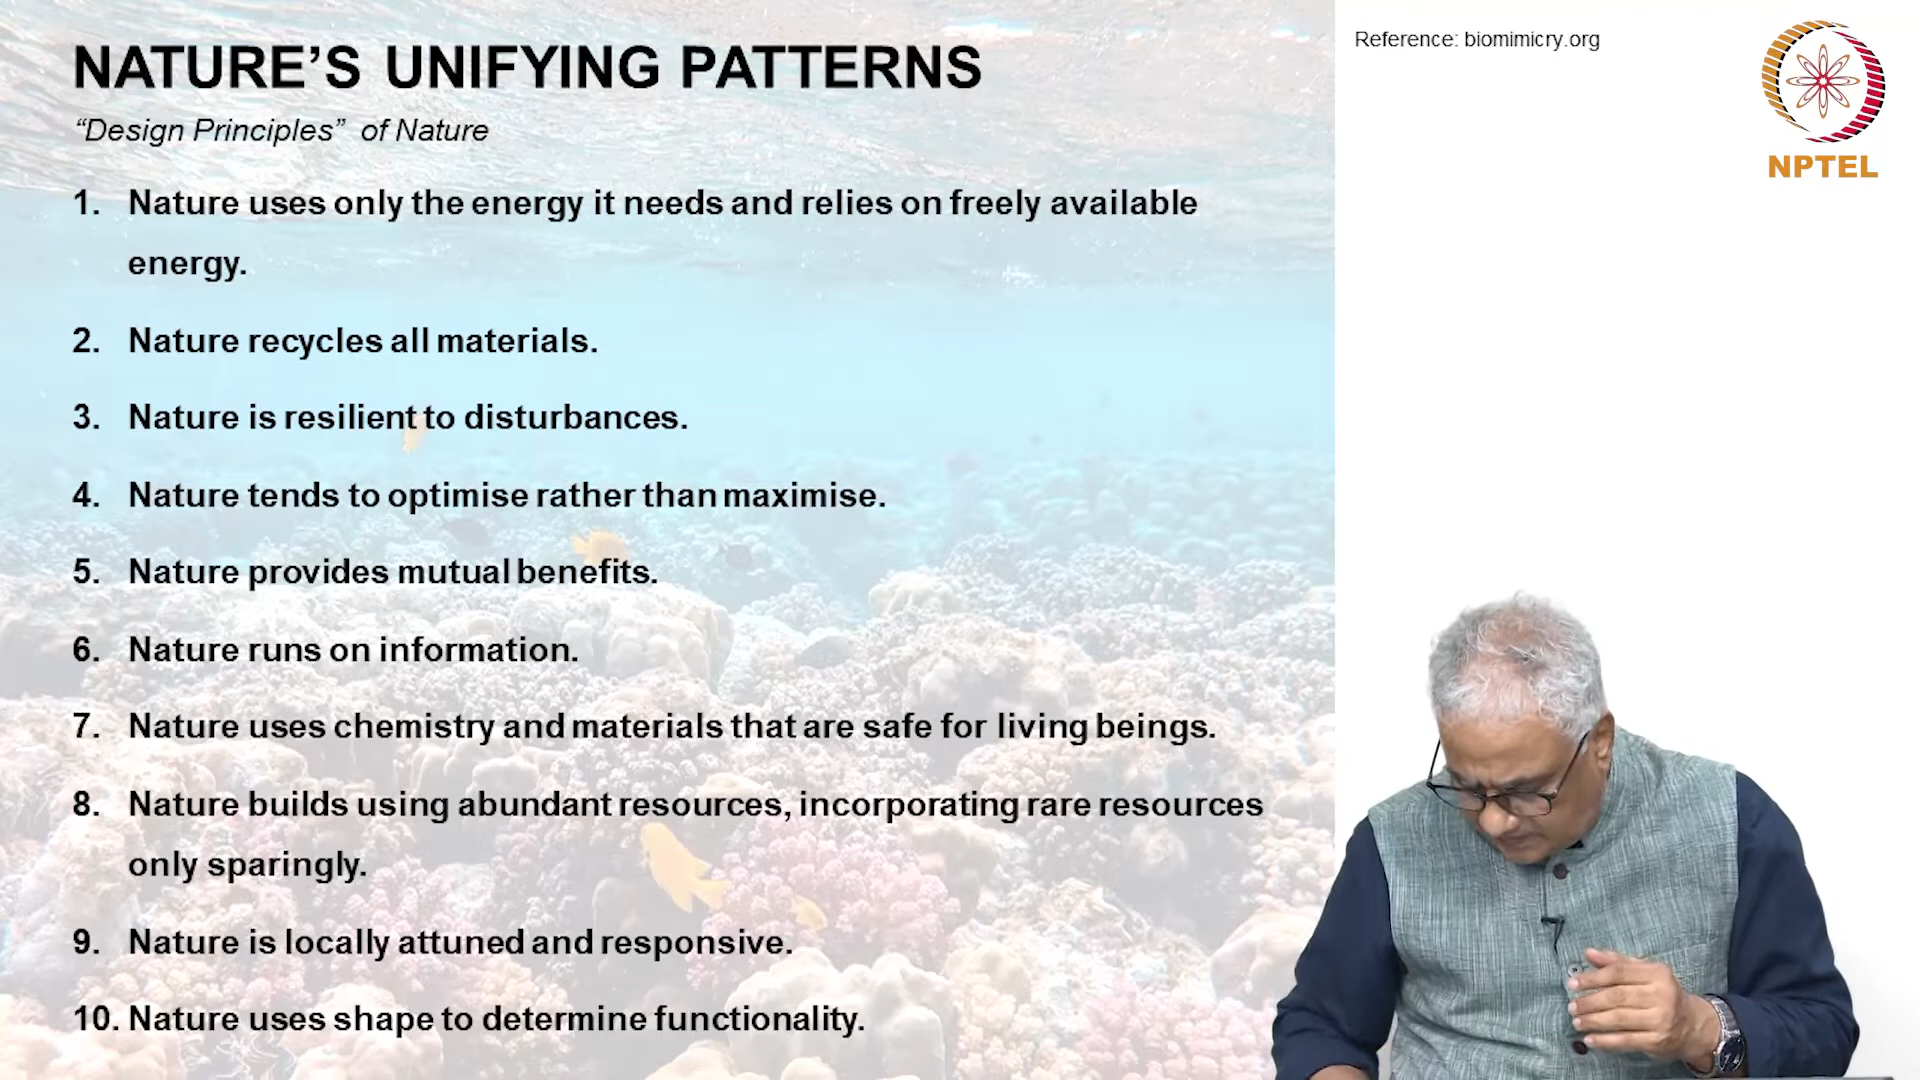 NATURE’S UNIFYING PATTERNS
“Design Principles” of Nature
1. Nature uses only the energy it needs and relies on freely available
energy.
2. Nature recycles all materials.
3. Nature is resilient to disturbances.
4. Nature tends to optimise rather than maximise.
5. Nature provides mutual benefits.
6. Nature runs on information.
7. Nature uses chemistry and materials that are safe for living beings.
8. Nature builds using abundant resources, incorporating rare resources
only sparingly.
9. Nature is locally attuned and responsive.
10. Nature uses shape to determine functionality.
Reference: biomimicry.org
NPTEL